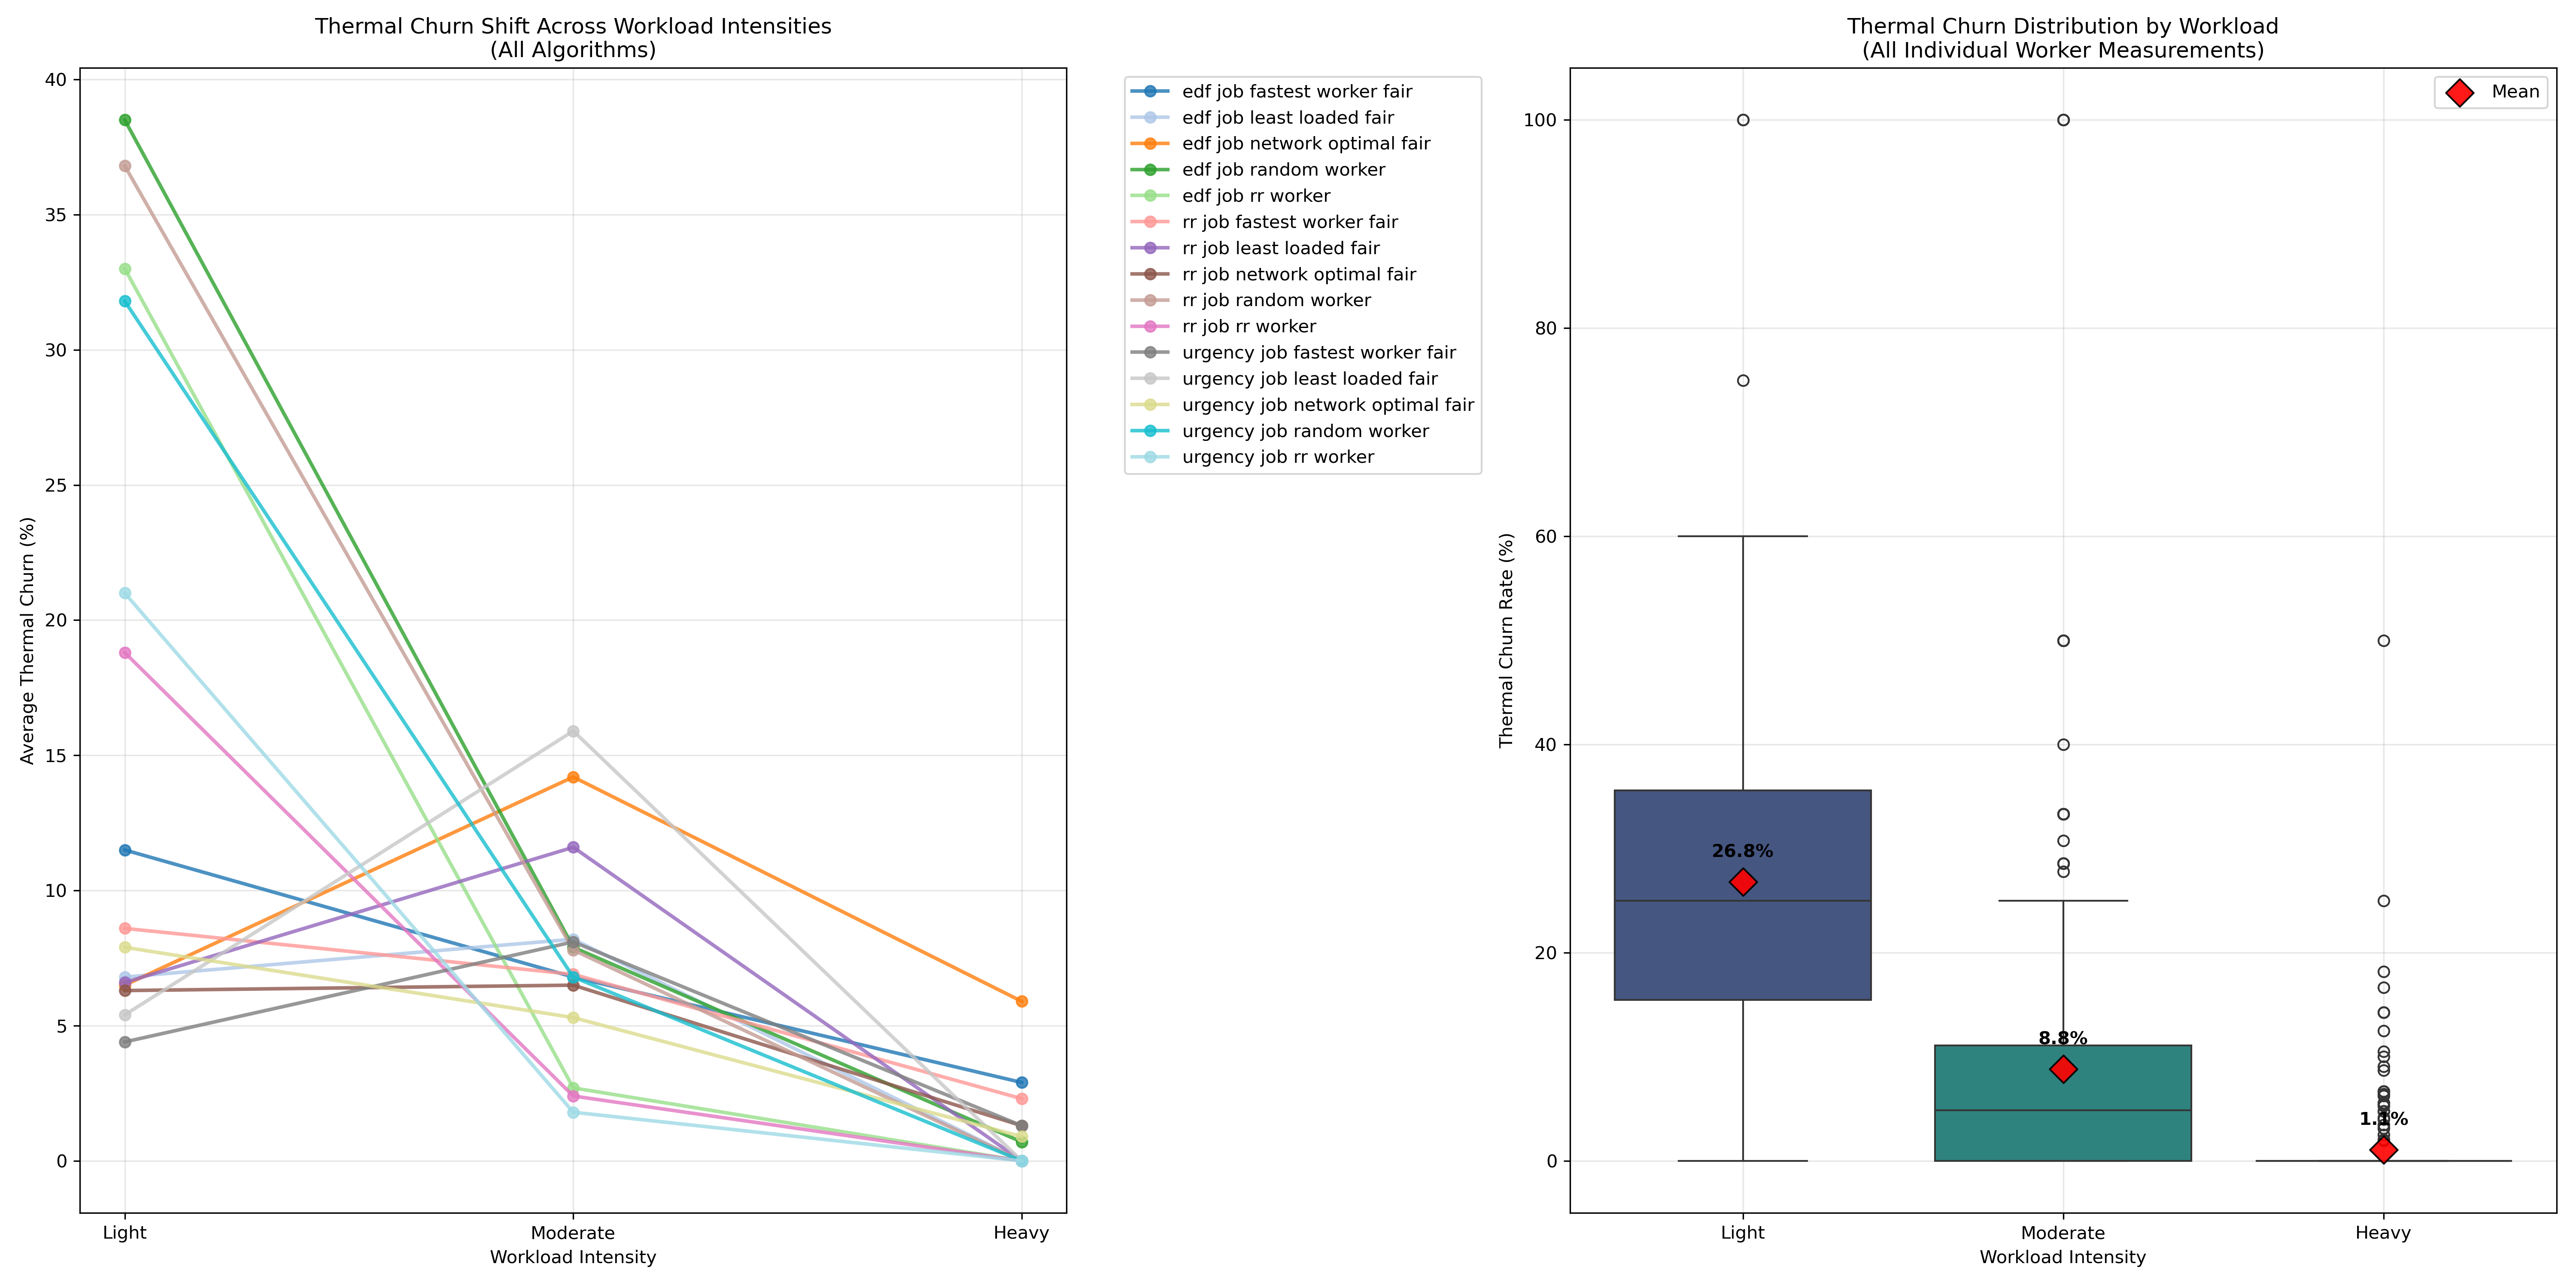 Thermal Churn Shift Across Workload Intensities
(All Algorithms)
Average Thermal Churn (%)
40
35
30
25
20
15
10
5
0
Light
Moderate
Heavy
Workload Intensity
edf job fastest worker fair
edf job least loaded fair
edf job network optimal fair
edf job random worker
edf job rr worker
rr job fastest worker fair
rr job least loaded fair
rr job network optimal fair
rr job random worker
rr job rr worker
urgency job fastest worker fair
urgency job least loaded fair
urgency job network optimal fair
urgency job random worker
urgency job rr worker
Thermal Churn Distribution by Workload
(All Individual Worker Measurements)
Mean
Thermal Churn Rate (%)
100
80
60
40
20
0
26.8%
8.8%
1.1%
Light
Moderate
Heavy
Workload Intensity